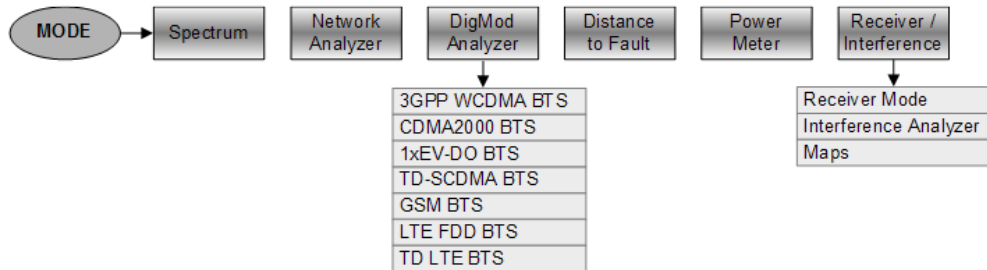 MODE
Spectrum
Network
Analyzer
DigMod
Analyzer
Distance
to Fault
Power
Meter
Receiver /
Interference
3GPP WCDMA BTS
CDMA2000 BTS
1xEV-DO BTS
TD-SCDMA BTS
GSM BTS
LTE FDD BTS
TD LTE BTS
Receiver Mode
Interference Analyzer
Maps